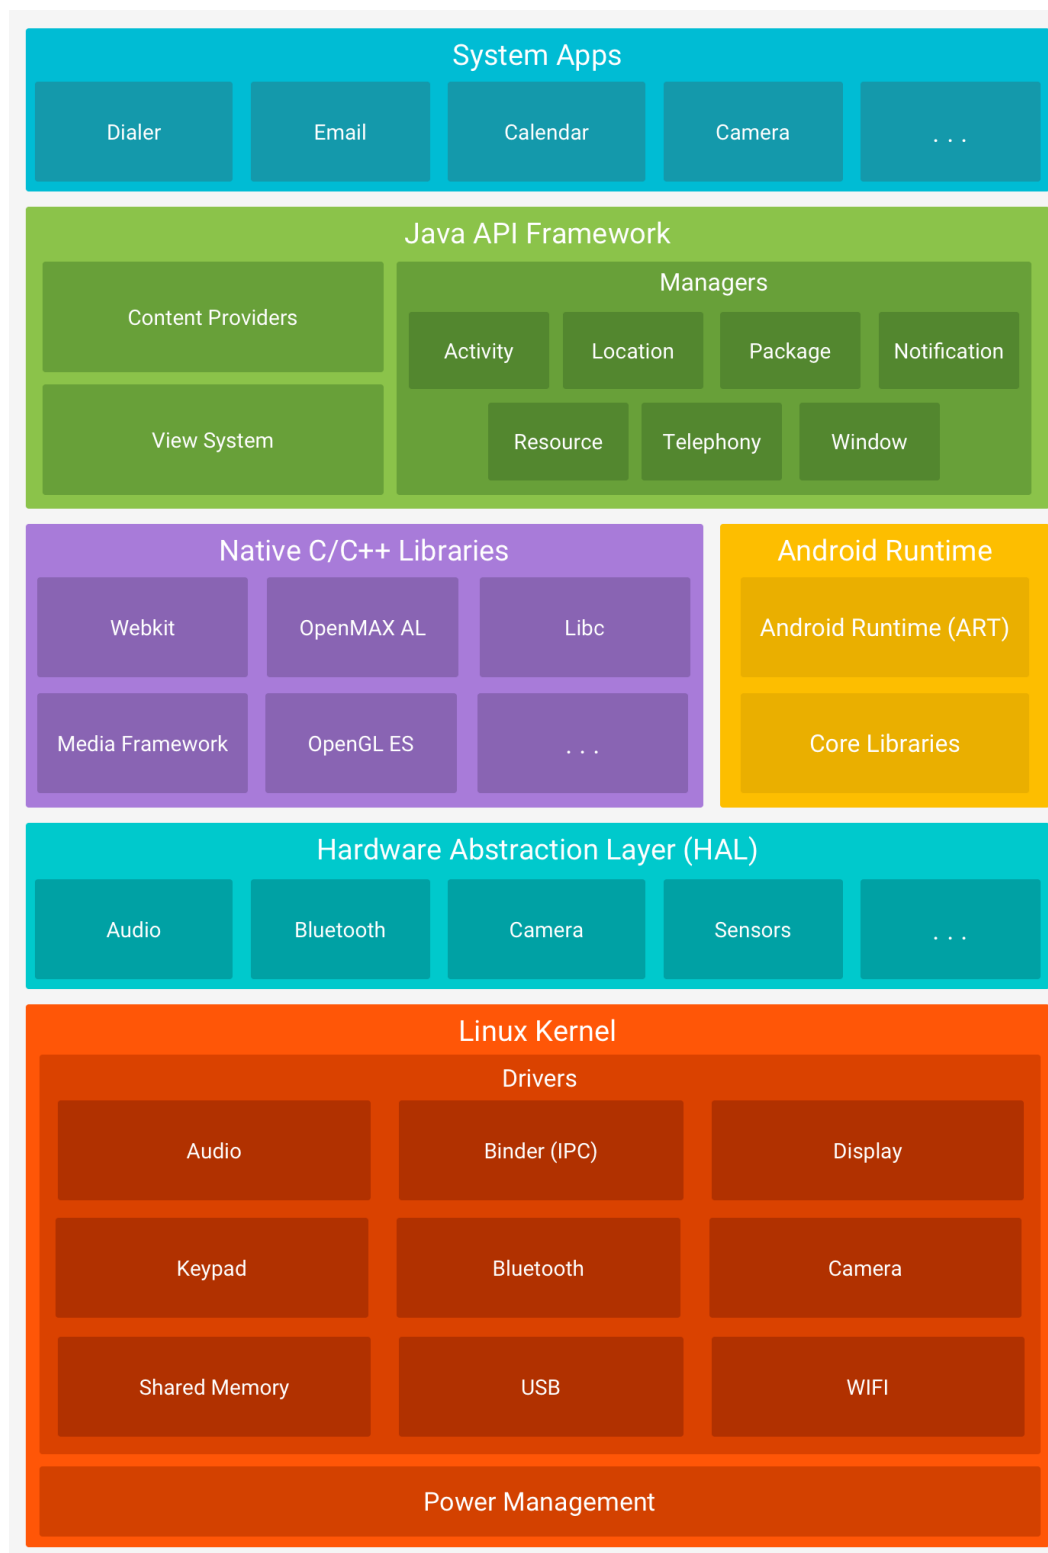 System Apps
Dialer Email Calendar Camera . . .
Java API Framework
Content Providers
View System
Managers
Activity Location Package Notification
Resource Telephony Window
Native C/C++ Libraries
Webkit OpenMAX AL Libc
Media Framework OpenGL ES . . .
Android Runtime
Android Runtime (ART)
Core Libraries
Hardware Abstraction Layer (HAL)
Audio Bluetooth Camera Sensors . . .
Linux Kernel
Drivers
Audio Binder (IPC) Display
Keypad Bluetooth Camera
Shared Memory USB WIFI
Power Management